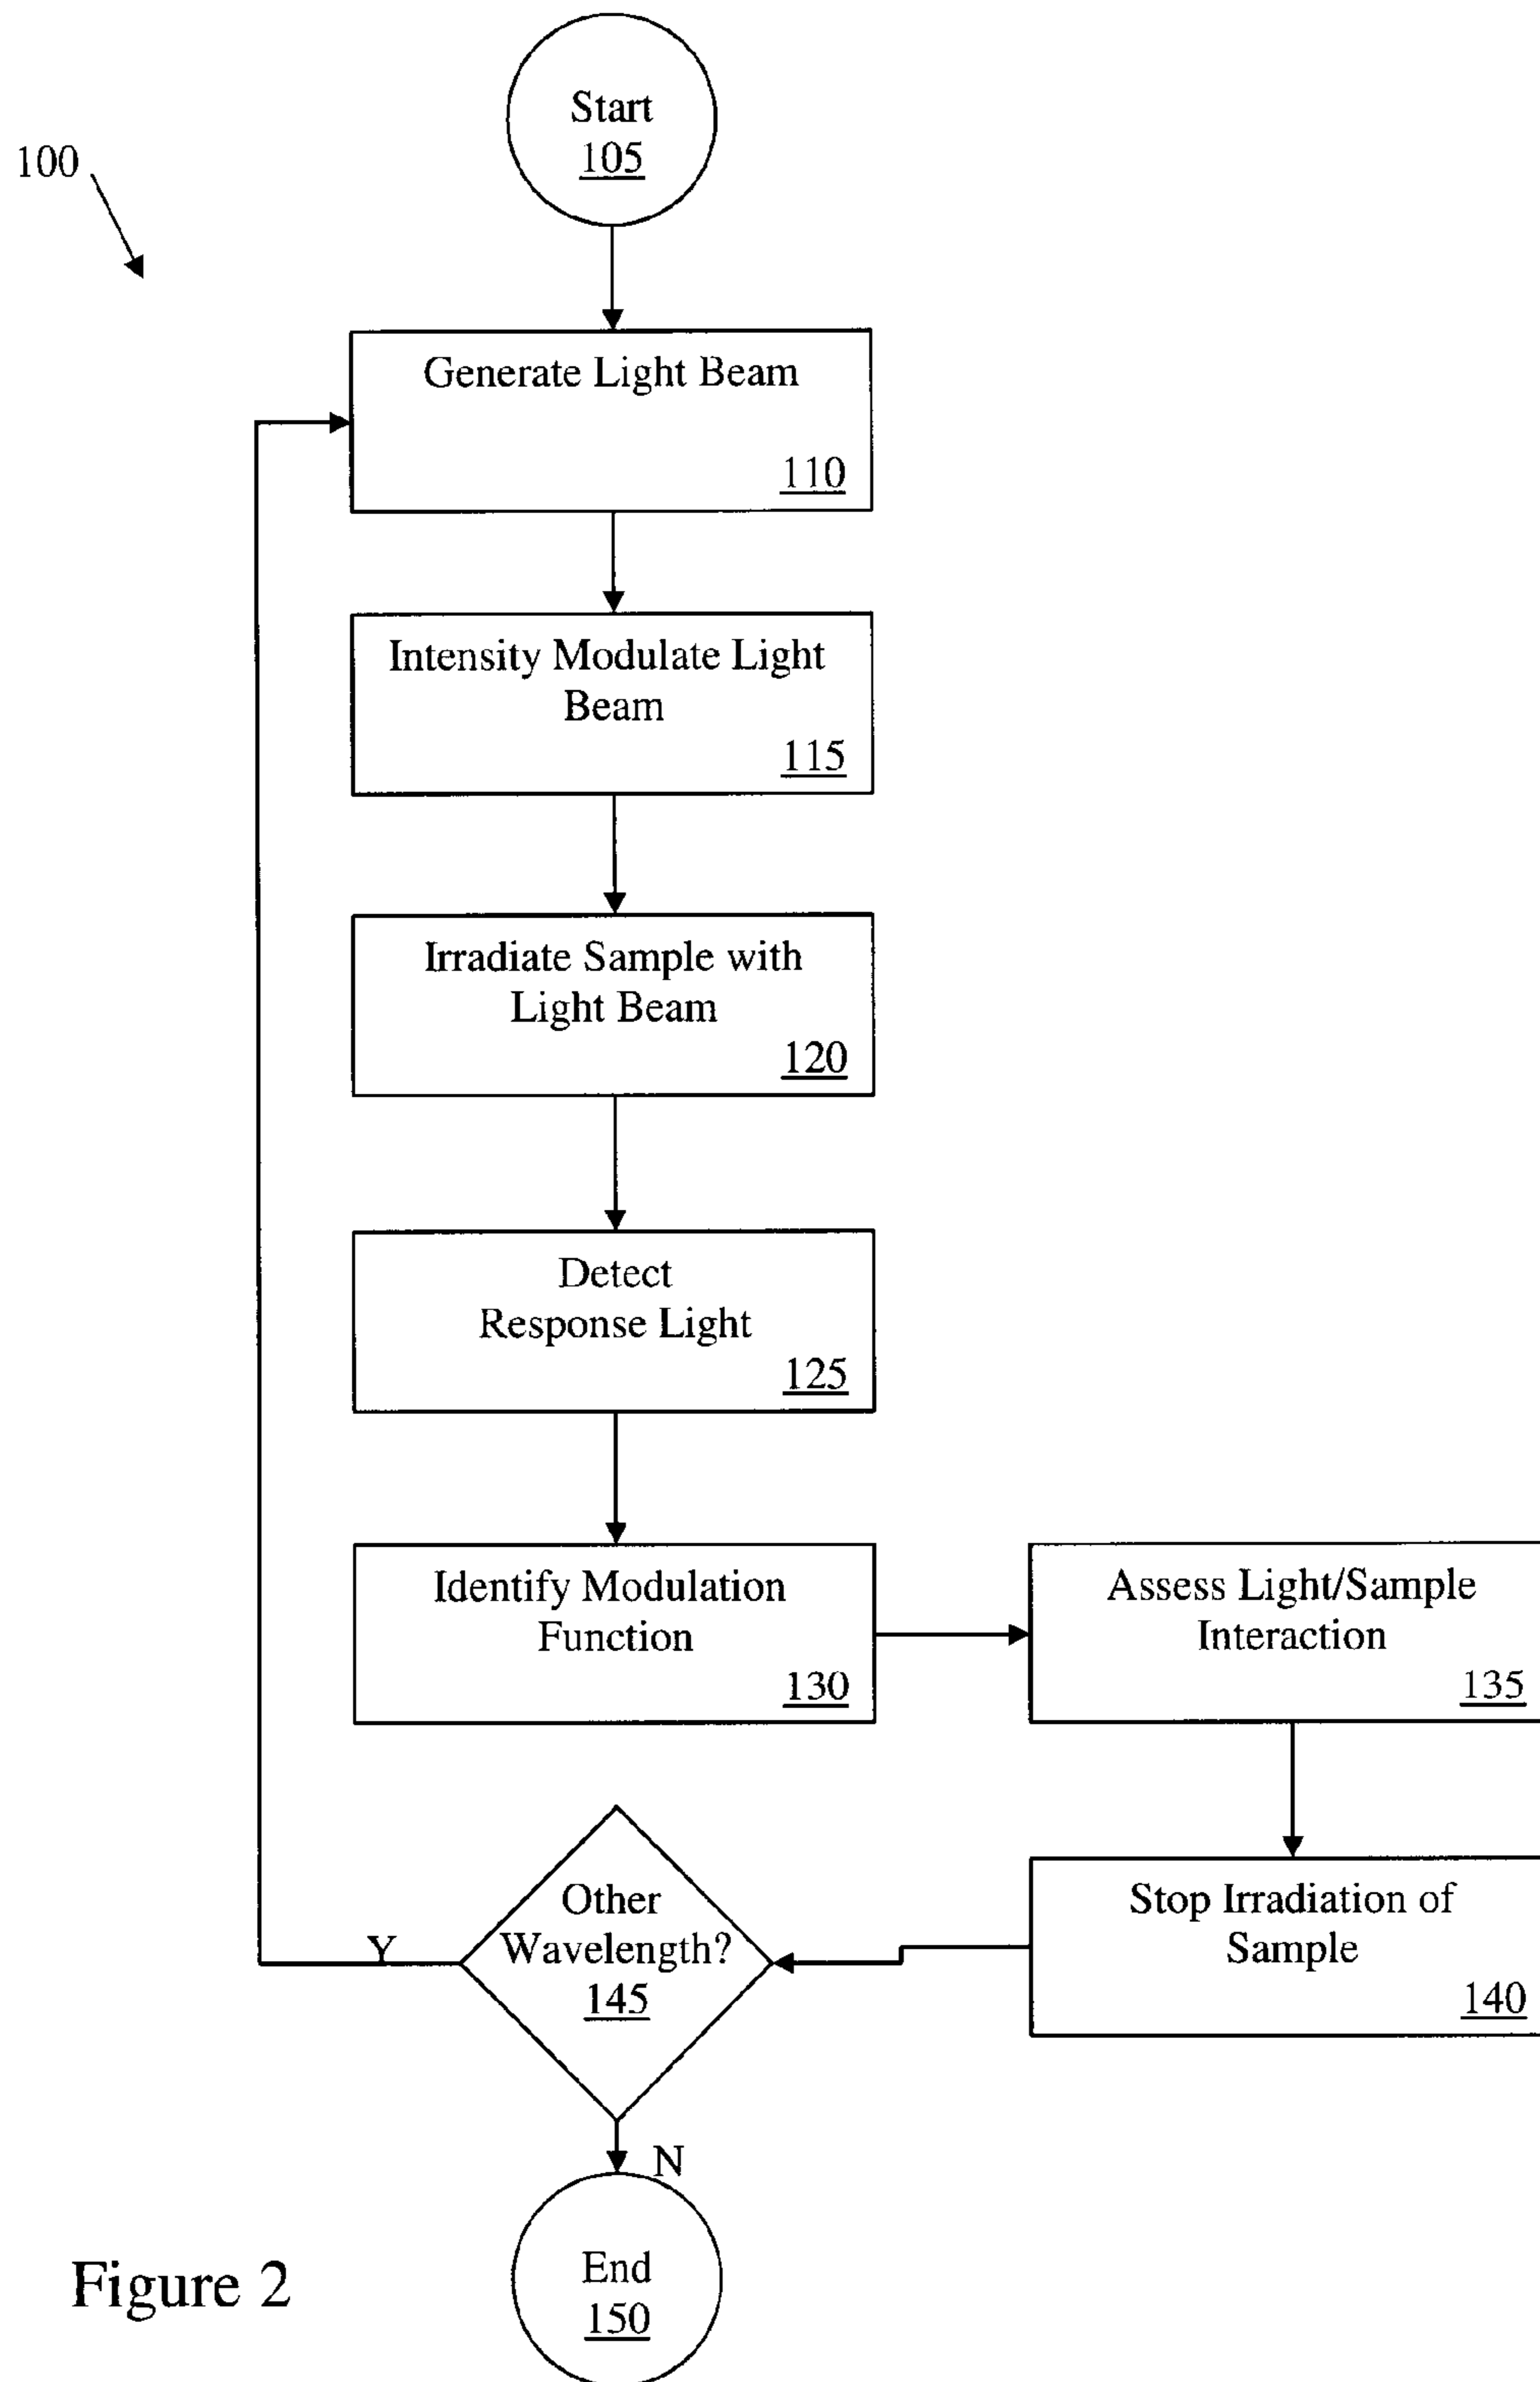 Start
105
100
Generate Light Beam
110
Intensity Modulate Light
Beam
115
Irradiate Sample with
Light Beam
120
Detect
Response Light
125
Identify Modulation
Function
130
Assess Light/Sample
Interaction
135
Stop Irradiation of
Sample
140
Other
Wavelength?
145
Y
N
End
150
Figure 2